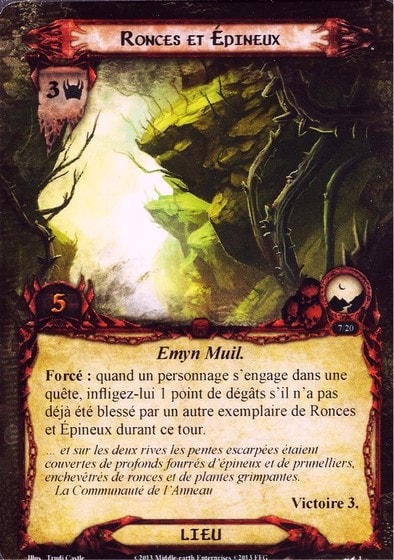 Ronces et Épineux
3
5
7/20
Emyn Muil.
Forcé : quand un personnage s'engage dans une
quête, infligez-lui 1 point de dégâts s'il n'a pas
déjà été blessé par un autre exemplaire de Ronces
et Épineux durant ce tour.
... et sur les deux rives les pentes escarpées étaient
couvertes de profonds fourrés d'épineux et de prunelliers,
enchevêtrés de ronces et de plantes grimpantes.
La Communauté de l'Anneau
Victoire 3.
LIEU
Illus. Trudi Castle ©2013 Middle-earth Enterprises ©2013 FFG